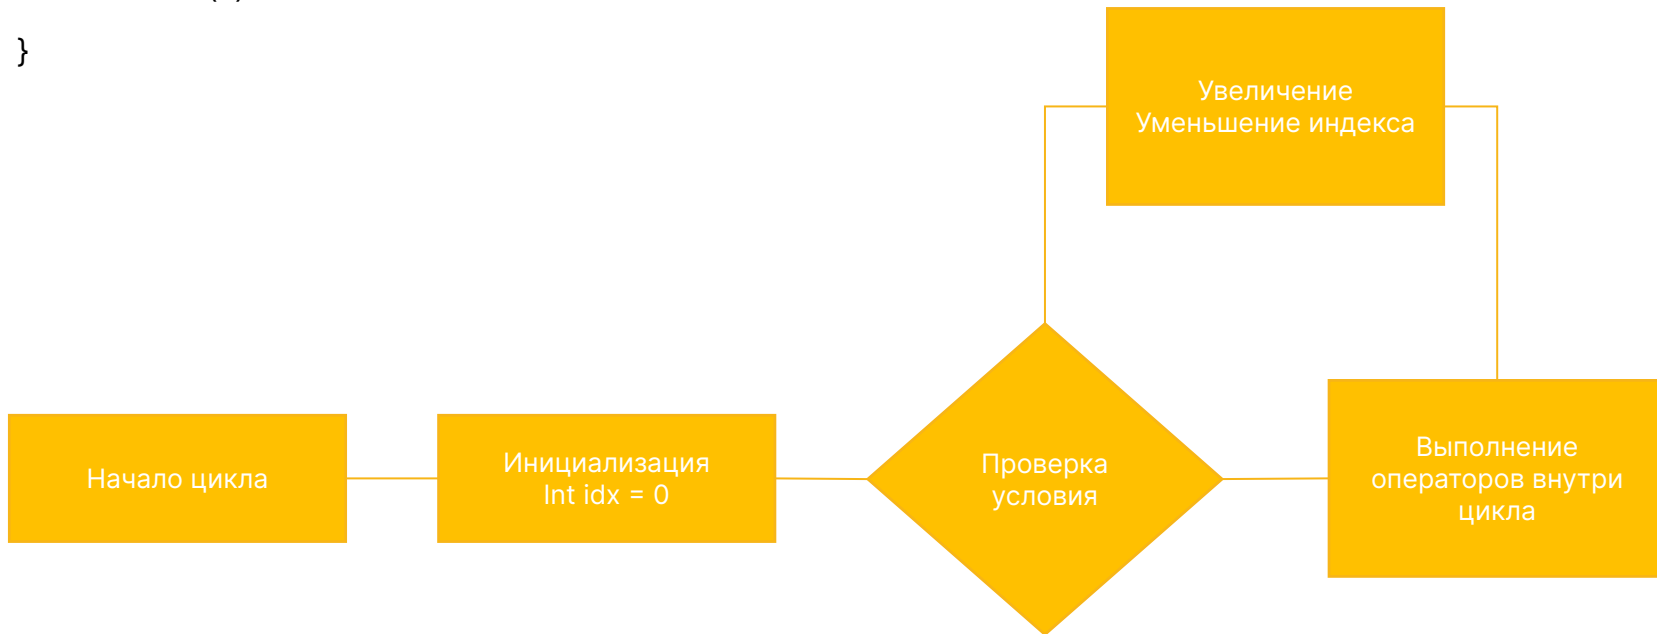 }
Увеличение
Уменьшение индекса
Начало цикла
Инициализация
Int idx = 0
Проверка
условия
Выполнение
операторов внутри
цикла